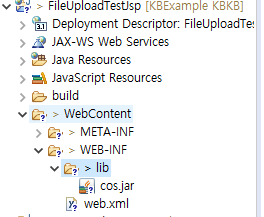 > FileUploadTestJsp [KBExample KBKB]
> Deployment Descriptor: FileUploadTest
JAX-WS Web Services
> Java Resources
JavaScript Resources
> build
> WebContent
> META-INF
> WEB-INF
> lib
cos.jar
web.xml